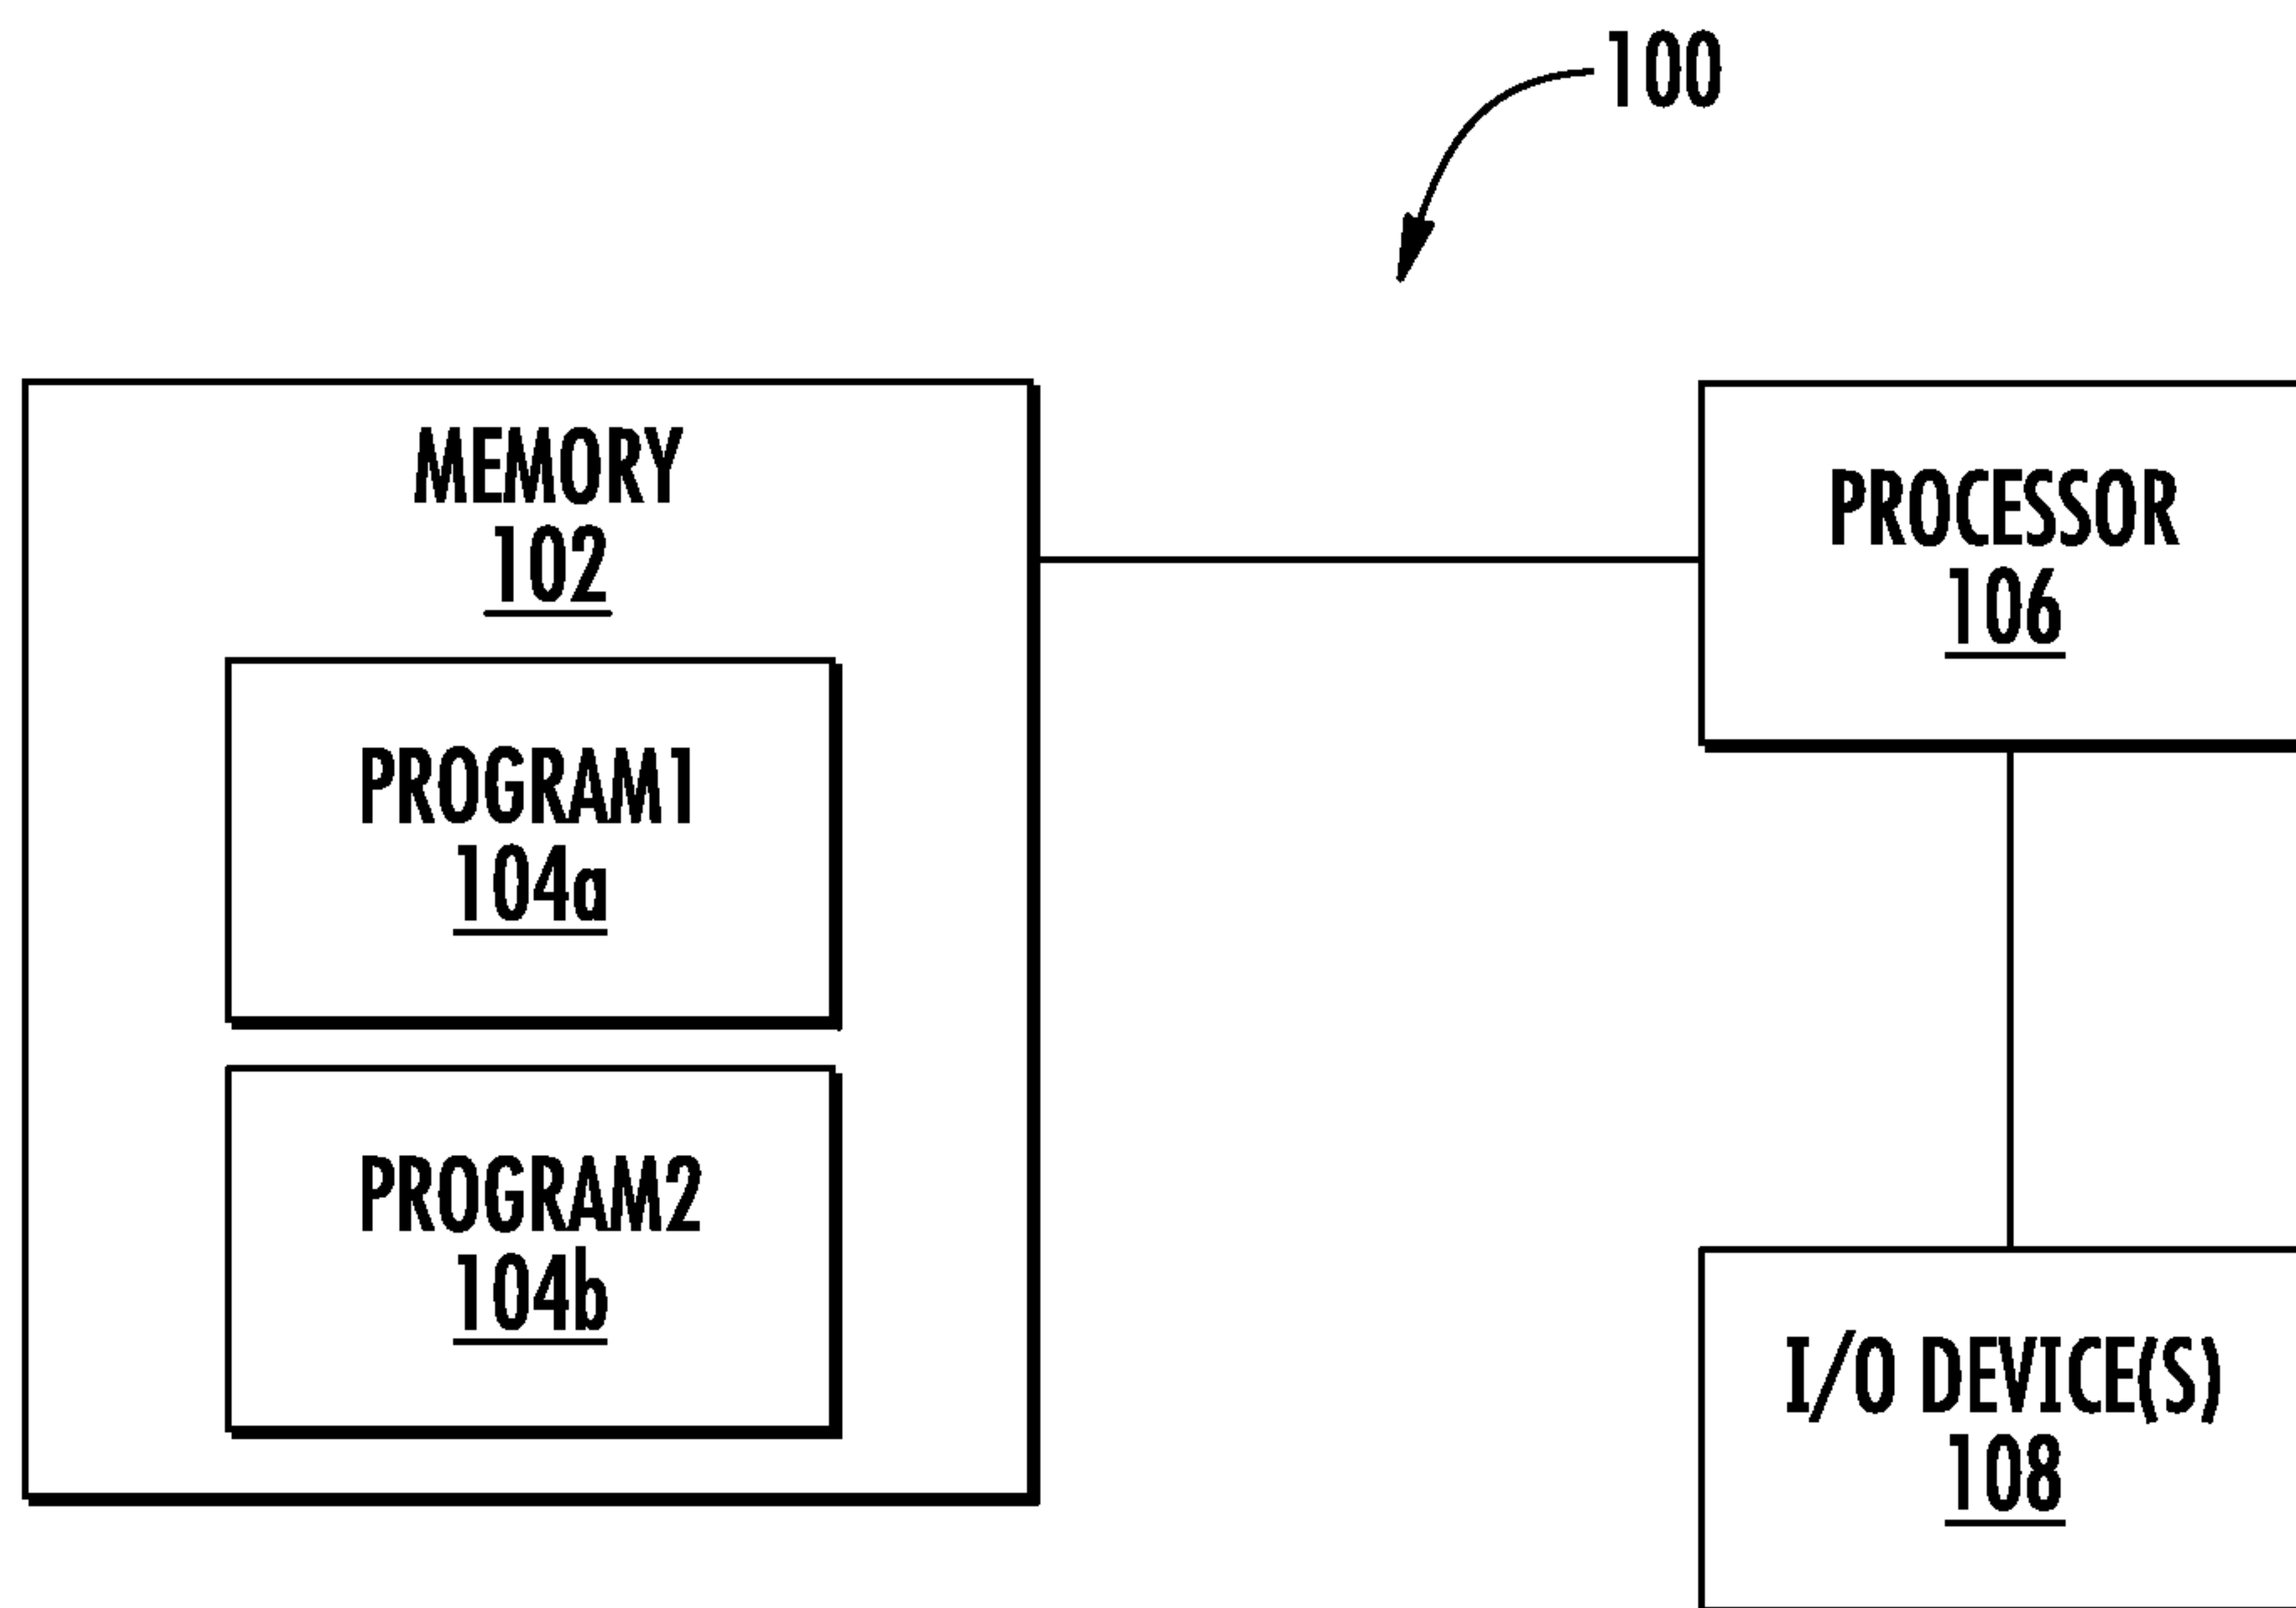 100
MEMORY
102
PROGRAM1
104a
PROGRAM2
104b
PROCESSOR
106
I/O DEVICE(S)
108